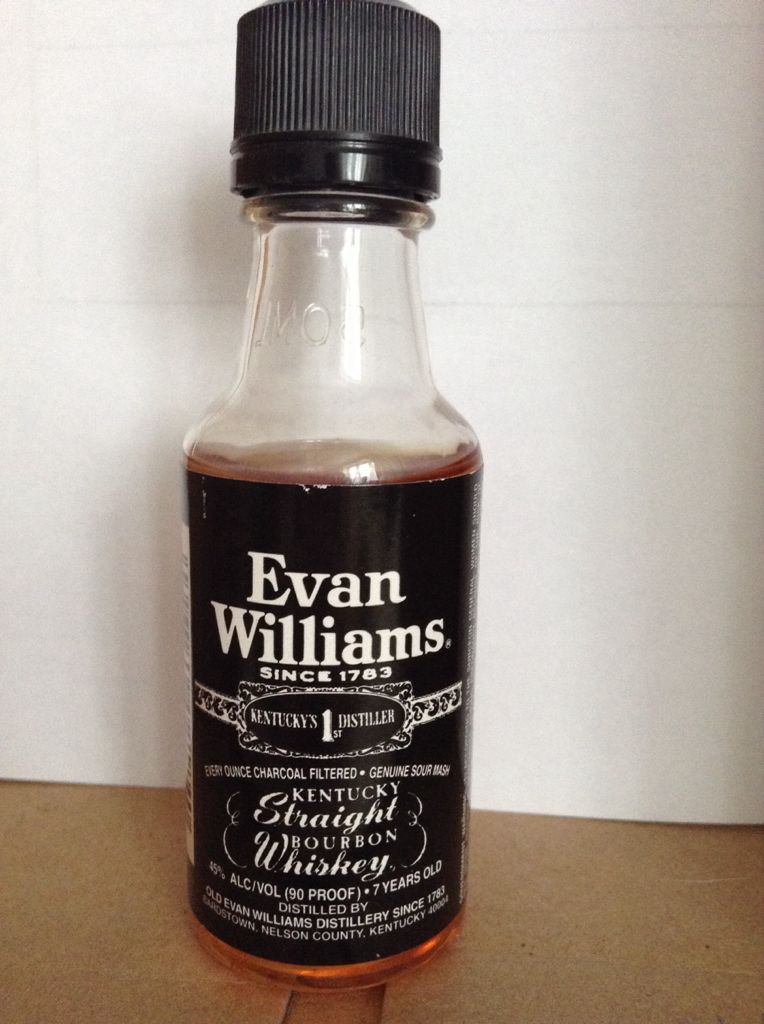 50ML
Evan
Williams®
SINCE 1783
KENTUCKY'S 1ST DISTILLER
EVERY OUNCE CHARCOAL FILTERED • GENUINE SOUR MASH
KENTUCKY
Straight
BOURBON
Whiskey
45% ALC/VOL (90 PROOF) • 7 YEARS OLD
DISTILLED BY
OLD EVAN WILLIAMS DISTILLERY SINCE 1783
BARDSTOWN, NELSON COUNTY, KENTUCKY 40004